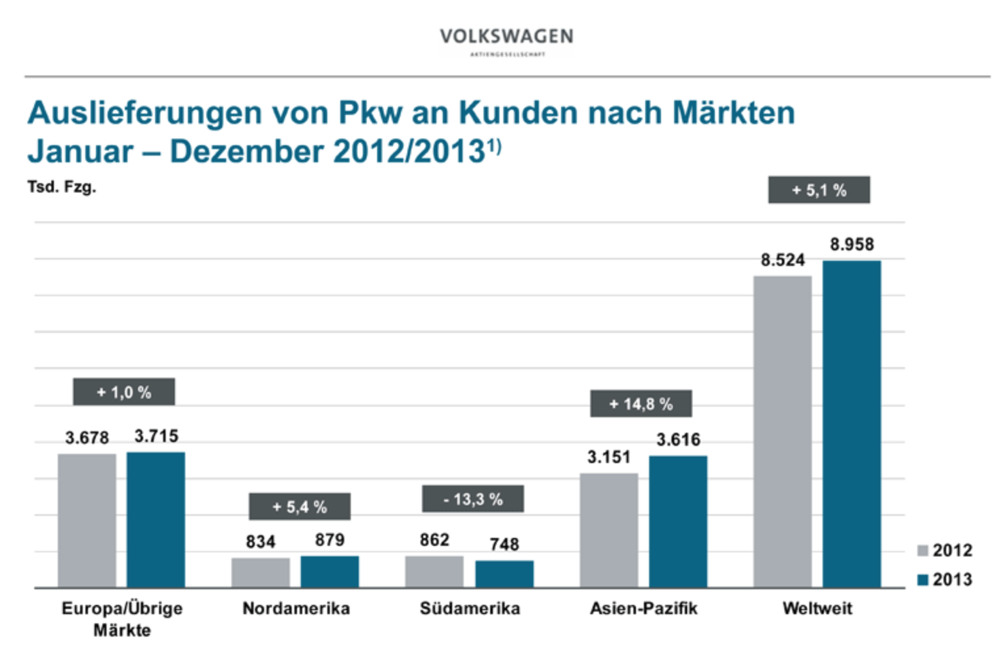 VOLKSWAGEN
AKTIENGESELLSCHAFT
Auslieferungen von Pkw an Kunden nach Märkten
Januar – Dezember 2012/2013¹⁾
Tsd. Fzg.
+ 5,1 %
8.958
8.524
+ 1,0 %
+ 14,8 %
3.678
3.715
3.616
3.151
- 13,3 %
+ 5,4 %
834
879
862
748
2012
2013
Europa/Übrige
Märkte
Nordamerika
Südamerika
Asien-Pazifik
Weltweit